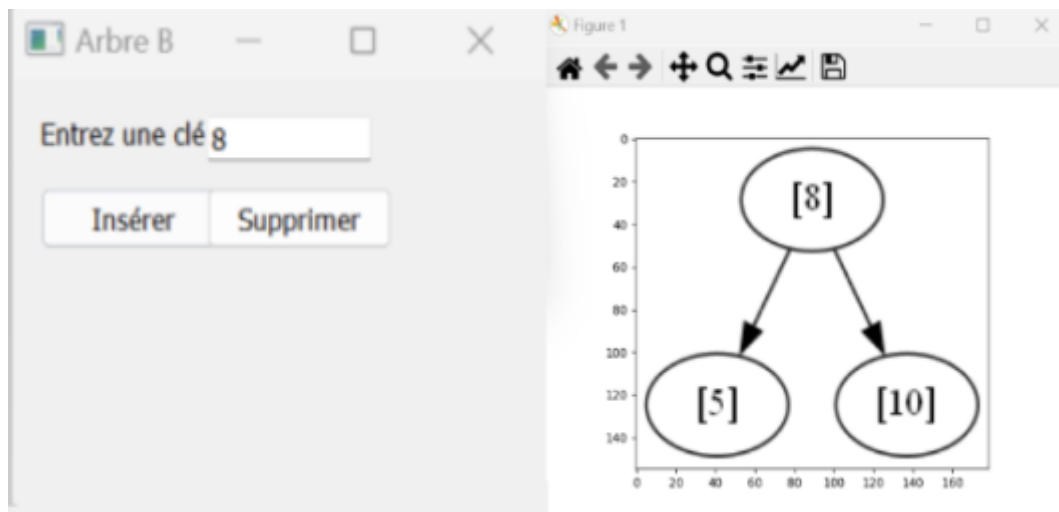 Arbre B
Entrez une clé 8
Insérer Supprimer
Figure 1
0
20
40
60
80
100
120
140
0 20 40 60 80 100 120 140 160
[8]
[5] [10]